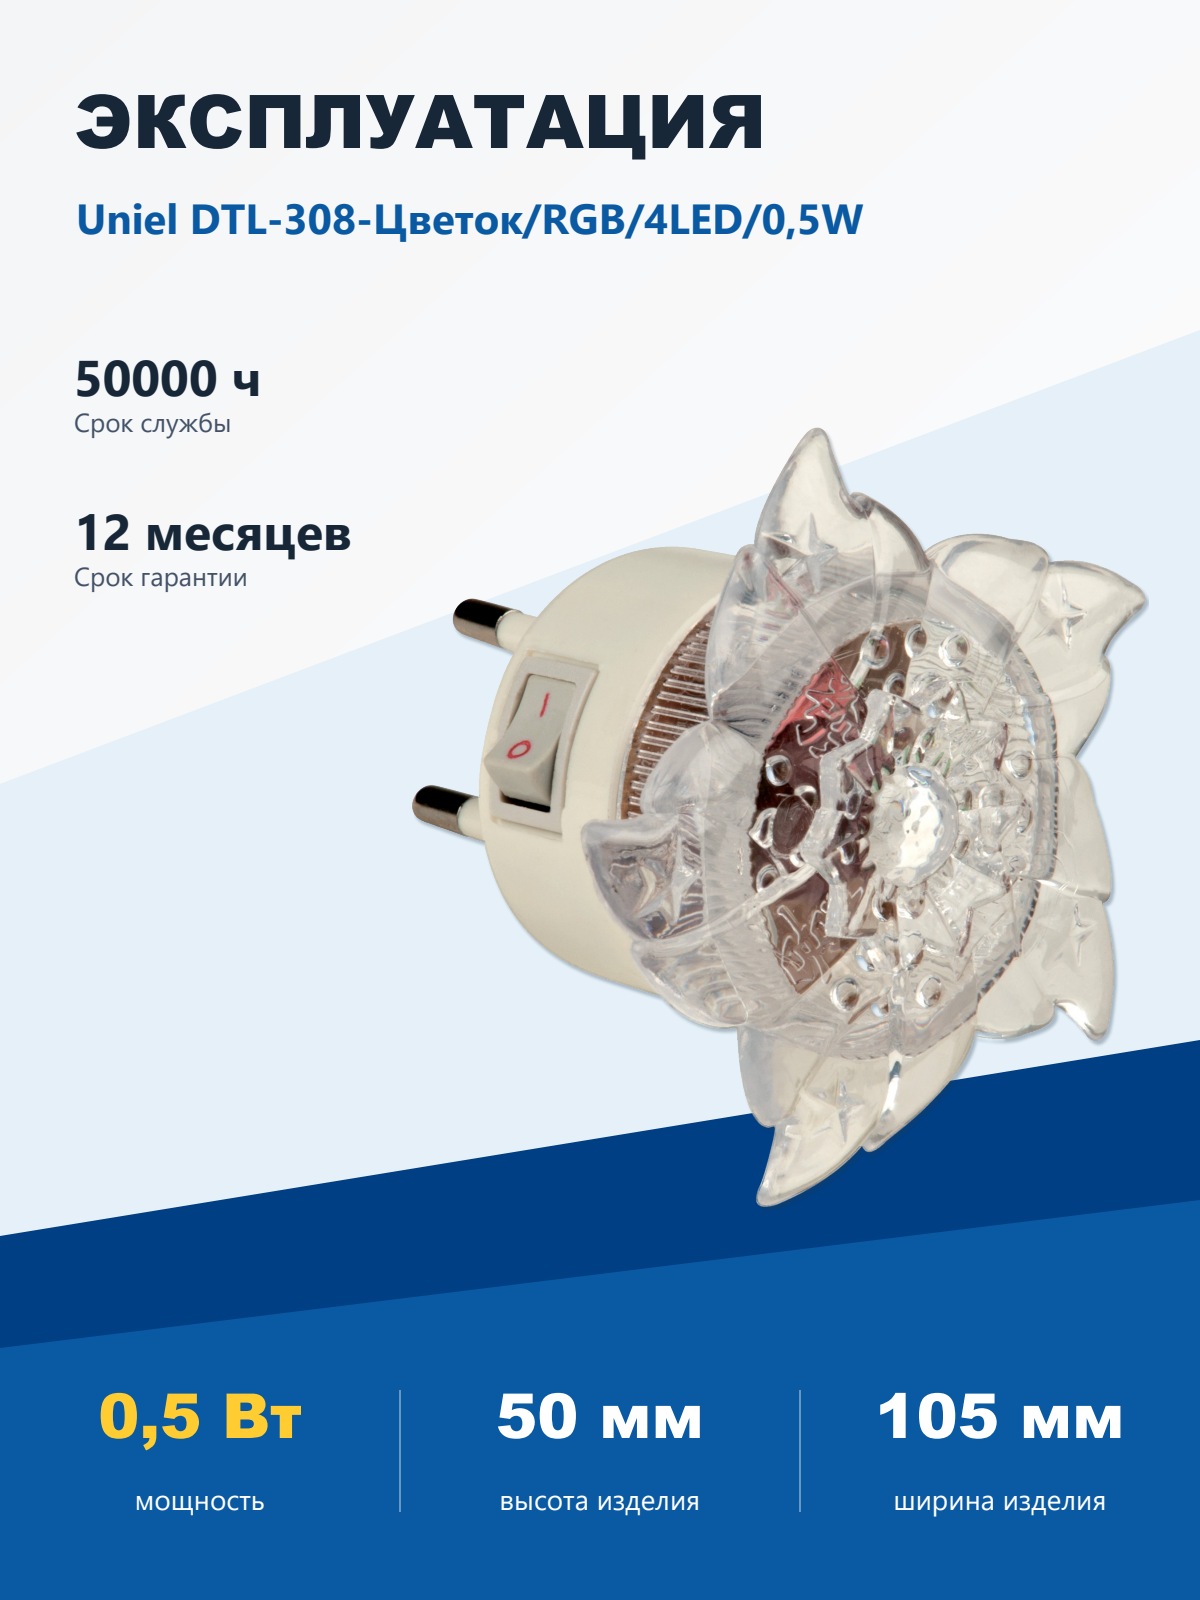 ЭКСПЛУАТАЦИЯ
Uniel DTL-308-Цветок/RGB/4LED/0,5W
50000 ч
Срок службы
12 месяцев
Срок гарантии
0,5 Вт
мощность
50 мм
высота изделия
105 мм
ширина изделия